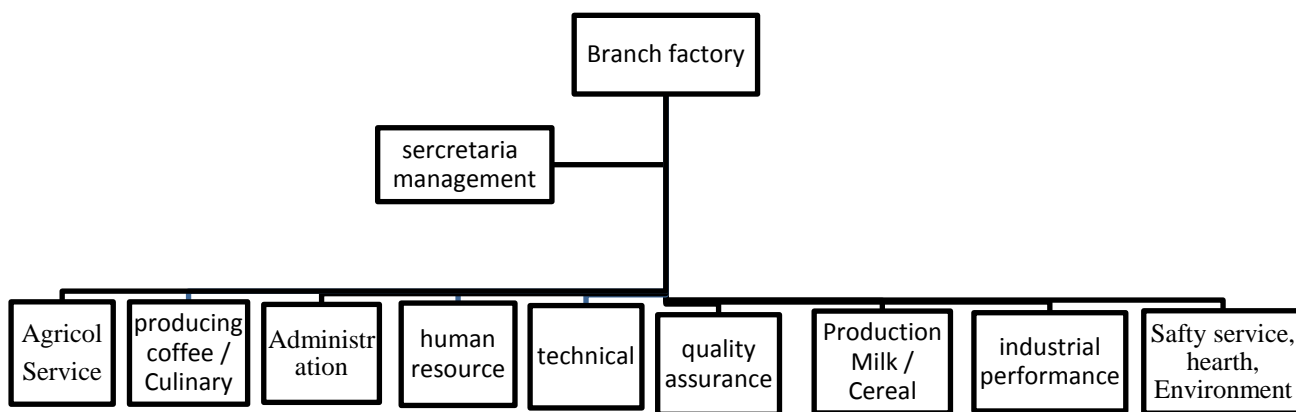 Branch factory
sercretaria
management
Agricol
Service
producing
coffee /
Culinary
Administr
ation
human
resource
technical
quality
assurance
Production
Milk /
Cereal
industrial
performance
Safty service,
hearth,
Environment